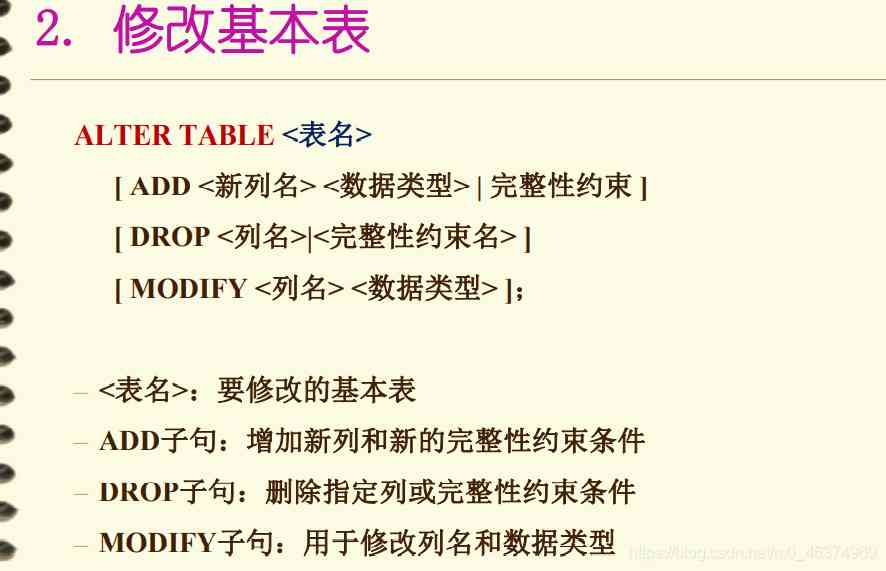 2. 修改基本表
ALTER TABLE <表名>
[ ADD <新列名> <数据类型> | 完整性约束 ]
[ DROP <列名>|<完整性约束名> ]
[ MODIFY <列名> <数据类型> ];
– <表名>：要修改的基本表
– ADD子句：增加新列和新的完整性约束条件
– DROP子句：删除指定列或完整性约束条件
– MODIFY子句：用于修改列名和数据类型